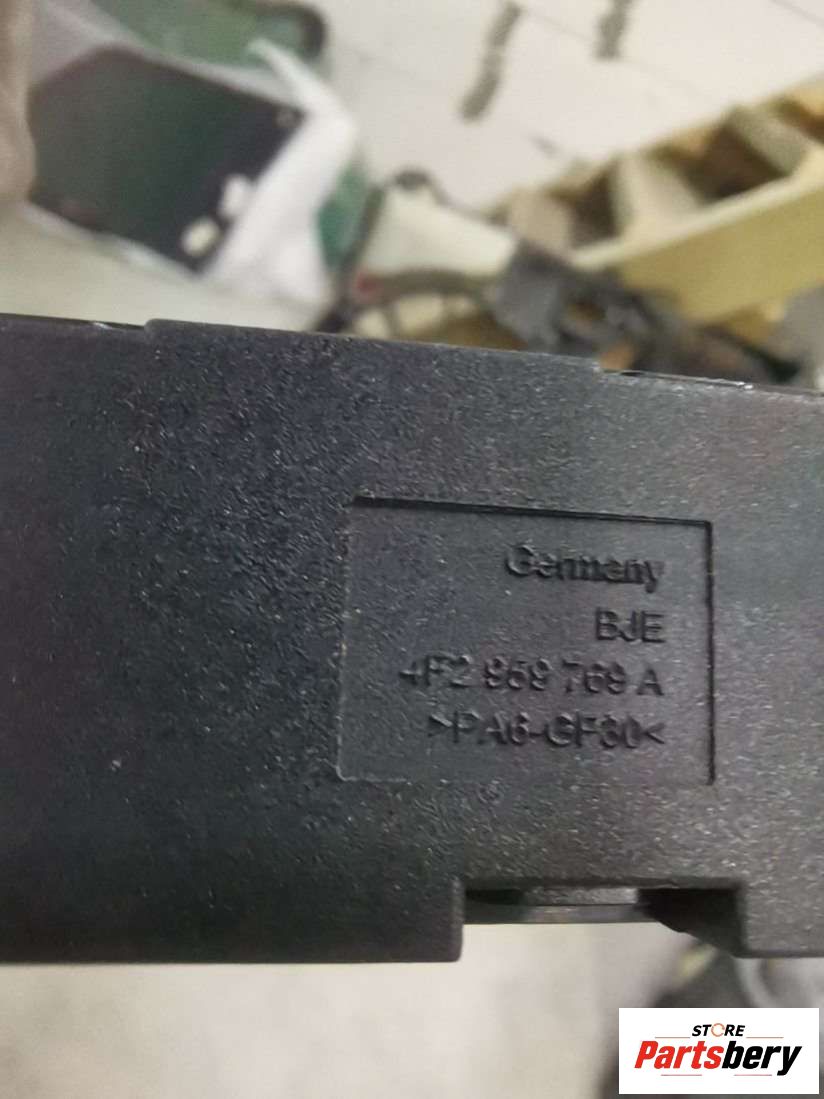 Germany
BJE
4F2 959 769 A
>PA6-GF30<
STORE
Partsbery